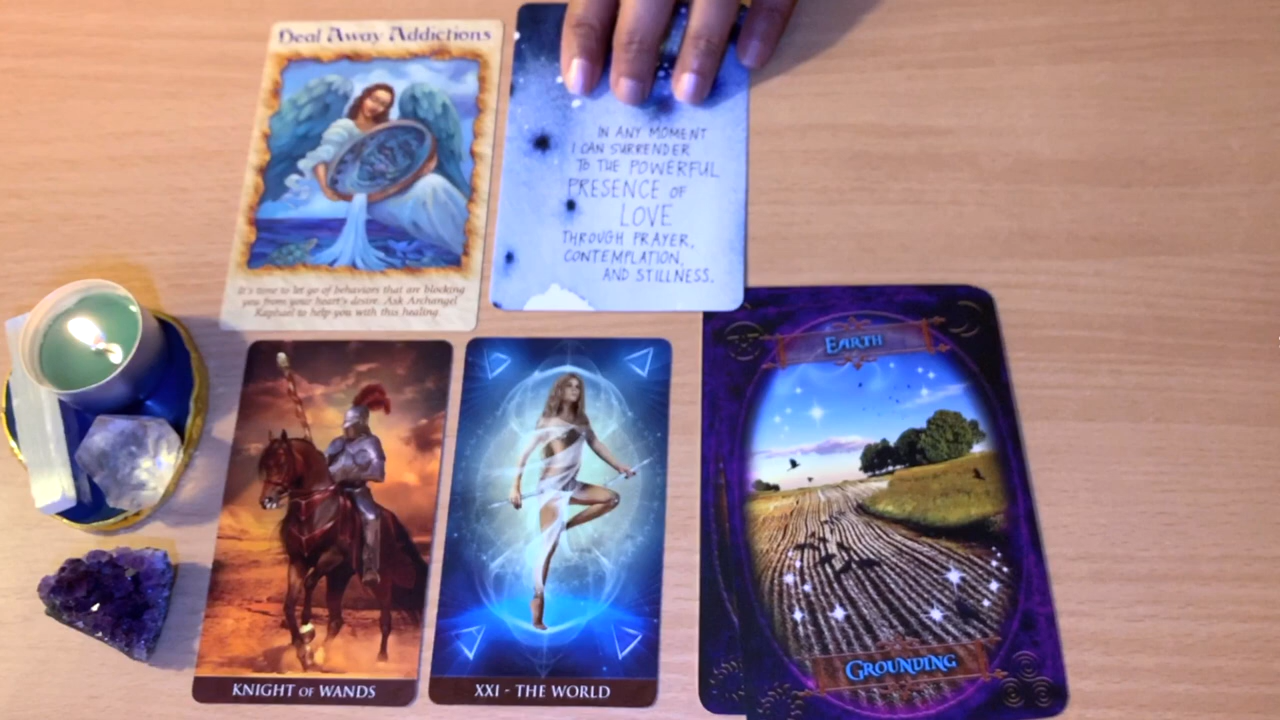 Deal Away Addictions
It's time to let go of behaviors that are blocking
you from your heart's desire. Ask Archangel
Raphael to help you with this healing.
IN ANY MOMENT
I CAN SURRENDER
TO THE POWERFUL
PRESENCE OF
LOVE
THROUGH PRAYER,
CONTEMPLATION,
AND STILLNESS.
KNIGHT OF WANDS
XXI - THE WORLD
EARTH
GROUNDING